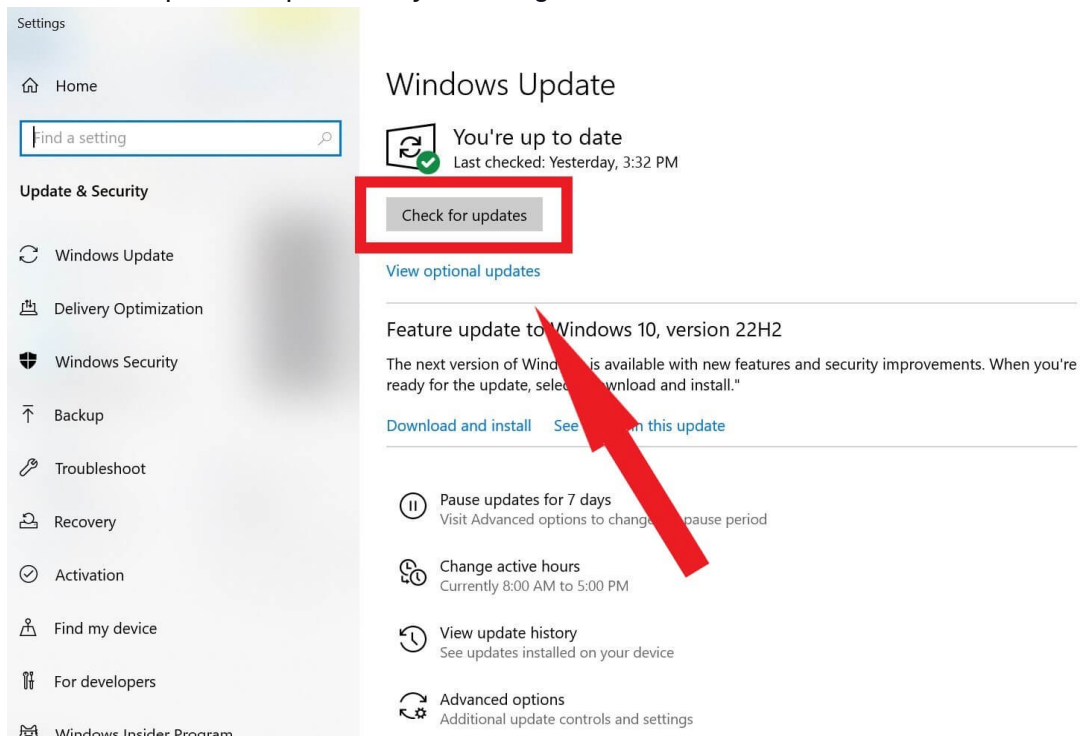 Settings
Home
Find a setting
Update & Security
Windows Update
Delivery Optimization
Windows Security
Backup
Troubleshoot
Recovery
Activation
Find my device
For developers
Windows Insider Program
Windows Update
You're up to date
Last checked: Yesterday, 3:32 PM
Check for updates
View optional updates
Feature update to Windows 10, version 22H2
The next version of Wind is available with new features and security improvements. When you're
ready for the update, select wnload and install."
Download and install See in this update
Pause updates for 7 days
Visit Advanced options to change pause period
Change active hours
Currently 8:00 AM to 5:00 PM
View update history
See updates installed on your device
Advanced options
Additional update controls and settings